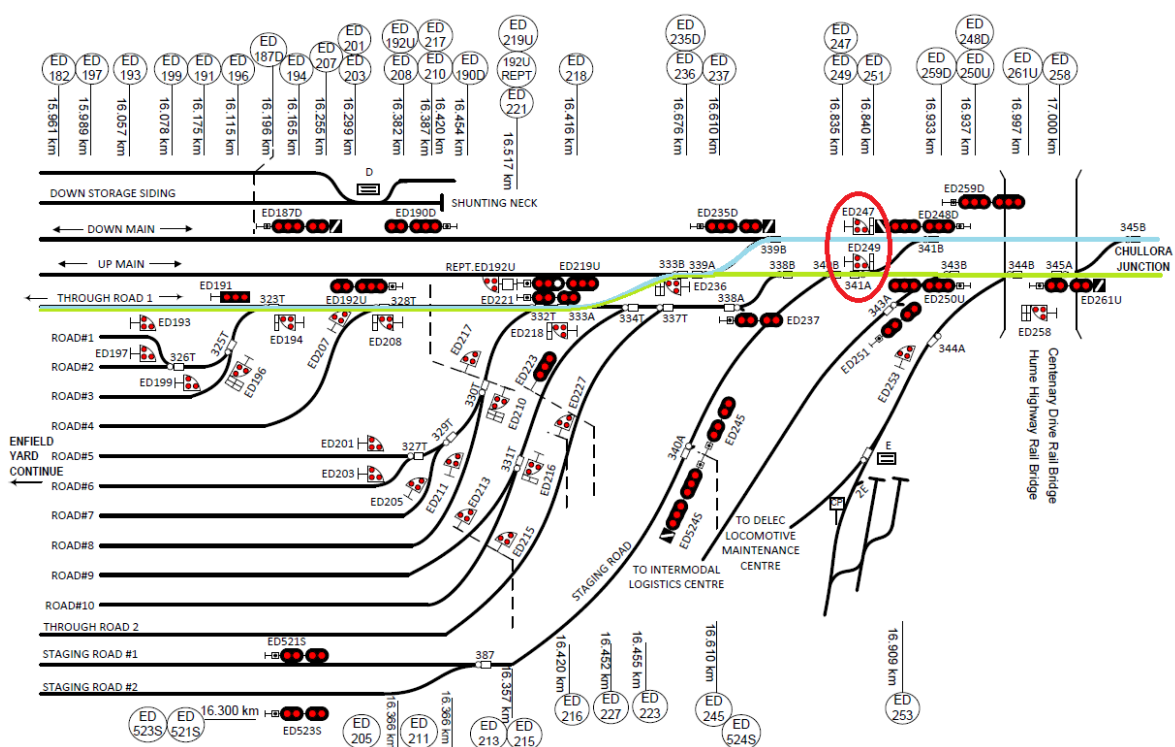 ED 182
ED 197
ED 193
ED 199
ED 191
ED 196
ED 187D
ED 194
ED 207
ED 201
ED 203
ED 192U
ED 208
ED 217
ED 210
ED 190D
ED 219U
192U REPT
ED 221
ED 218
ED 235D
ED 236
ED 237
ED 247
ED 249
ED 251
ED 259D
ED 248D
ED 250U
ED 261U
ED 258
15.961 km
15.989 km
16.057 km
16.078 km
16.175 km
16.115 km
16.196 km
16.165 km
16.255 km
16.299 km
16.382 km
16.387 km
16.420 km
16.454 km
16.517 km
16.416 km
16.676 km
16.610 km
16.835 km
16.840 km
16.933 km
16.937 km
16.997 km
17.000 km
D
DOWN STORAGE SIDING
SHUNTING NECK
ED187D
ED190D
ED235D
ED247
ED248D
ED259D
DOWN MAIN
339B
341B
345B
CHULLORA JUNCTION
ED249
UP MAIN
REPT.ED192U
ED219U
333B
339A
338B
341A
343B
344B
345A
THROUGH ROAD 1
ED191
323T
ED192U
328T
ED221
332T
333A
ED236
338A
ED237
ED250U
ED261U
ED193
ED194
ED207
ED208
ED218
334T
337T
343A
ED251
344A
ED258
ROAD#1
ED197
326T
325T
ED217
ROAD#2
ED199
ED196
ED223
ED227
ED253
ROAD#3
330T
ED210
ROAD#4
ENFIELD YARD CONTINUE
ED201
327T
329T
ROAD#5
ED203
331T
ED216
340A
ED245
E
ROAD#6
ED205
ED211
ED213
ED215
2E
ROAD#7
ED524S
ROAD#8
TO DELEC LOCOMOTIVE MAINTENANCE CENTRE
ROAD#9
STAGING ROAD
TO INTERMODAL LOGISTICS CENTRE
ROAD#10
THROUGH ROAD 2
Centenary Drive Rail Bridge
Hume Highway Rail Bridge
ED521S
387
STAGING ROAD #1
STAGING ROAD #2
16.300 km
ED523S
ED 523S
ED 521S
16.366 km
16.366 km
16.357 km
16.420 km
16.452 km
16.455 km
16.610 km
16.909 km
ED 205
ED 211
ED 213
ED 215
ED 216
ED 227
ED 223
ED 245
ED 524S
ED 253